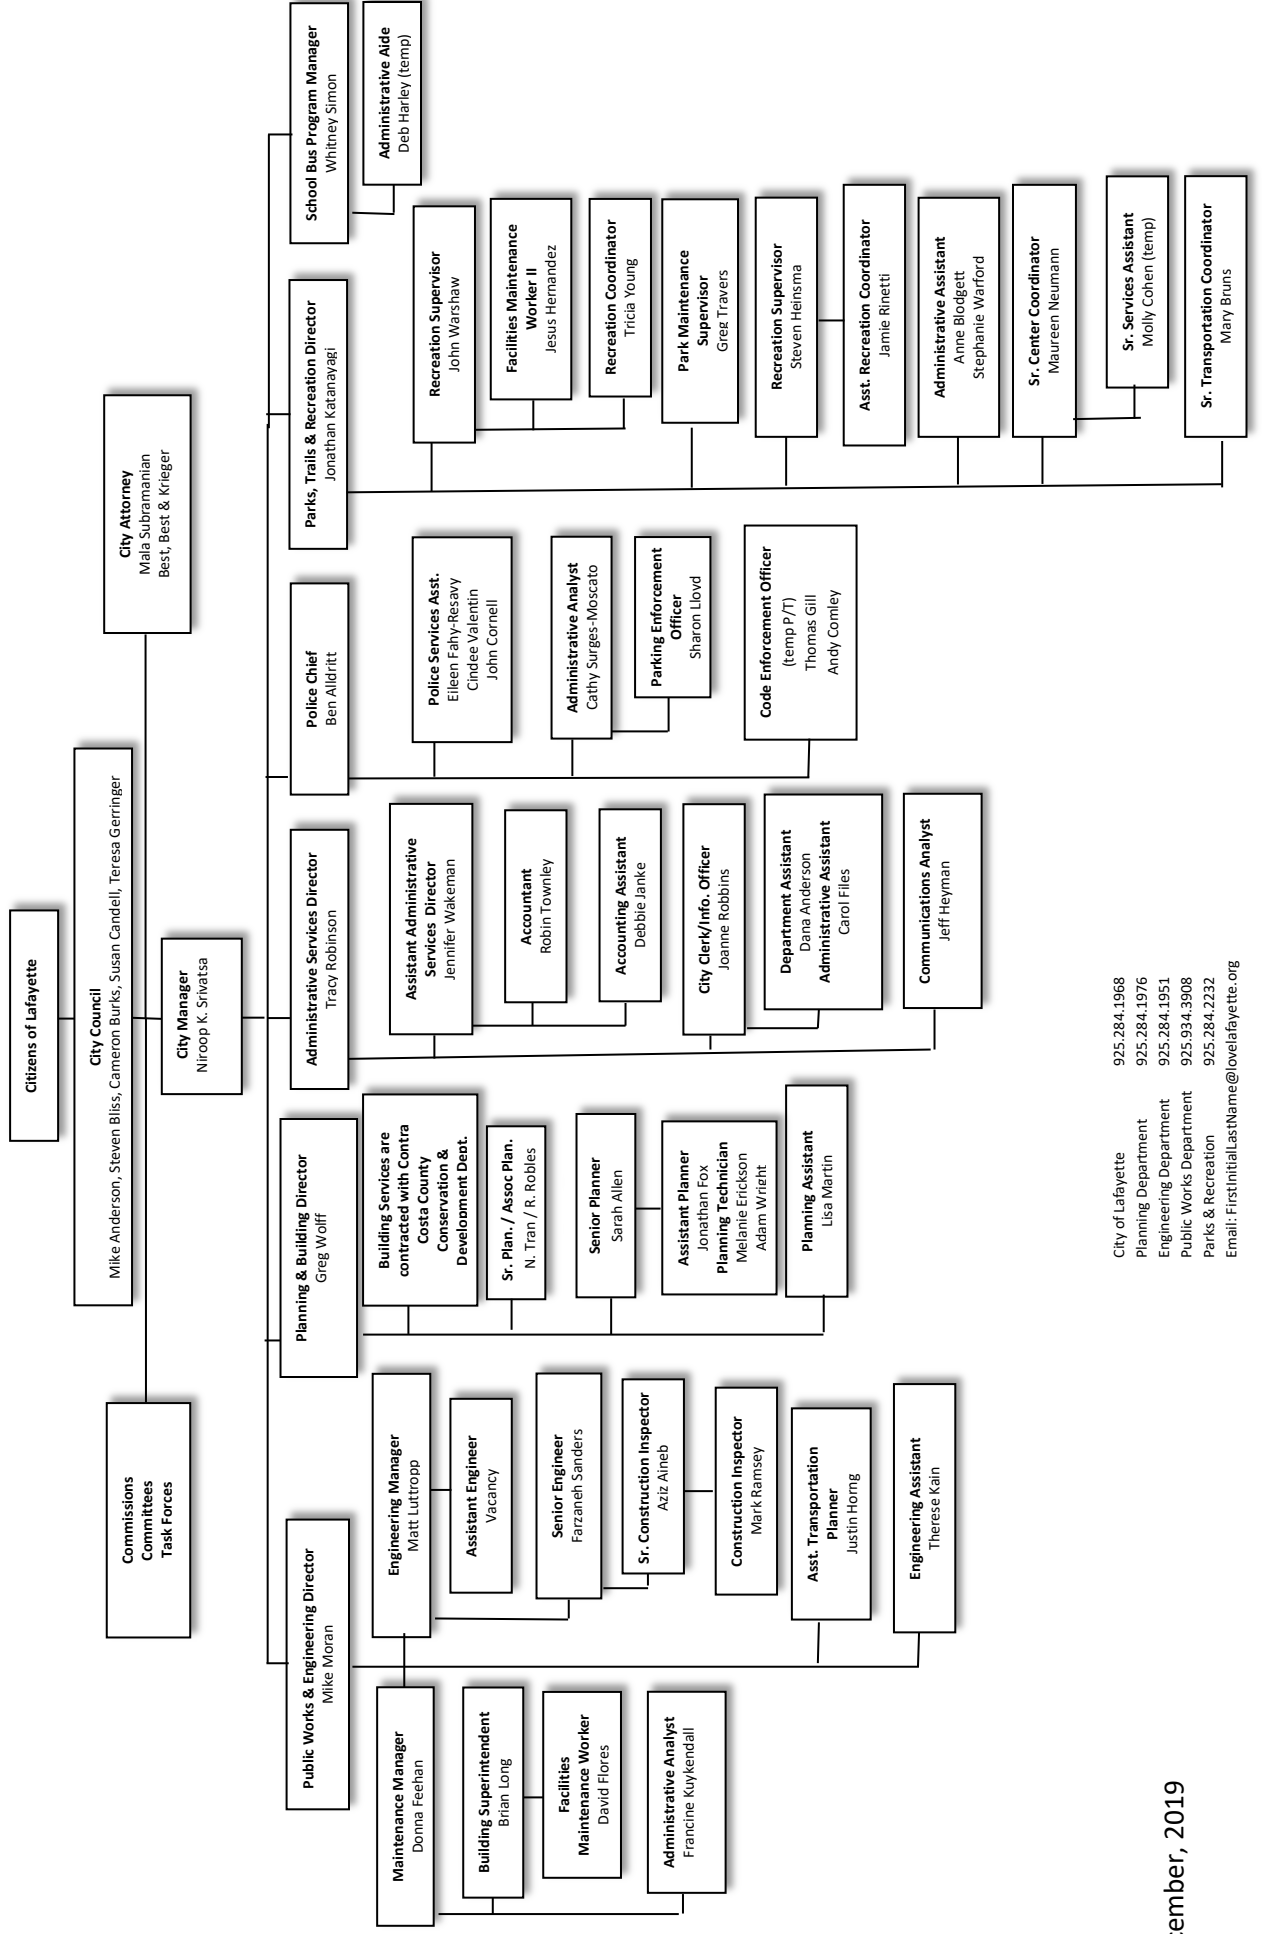 Citizens of Lafayette
City Council
Mike Anderson, Steven Bliss, Cameron Burks, Susan Candell, Teresa Gerringer
Commissions
Committees
Task Forces
City Attorney
Mala Subramanian
Best, Best & Krieger
City Manager
Niroop K. Srivatsa
Public Works & Engineering Director
Mike Moran
Maintenance Manager
Donna Feehan
Building Superintendent
Brian Long
Facilities
Maintenance Worker
David Flores
Administrative Analyst
Francine Kuykendall
Engineering Manager
Matt Luttropp
Assistant Engineer
Vacancy
Senior Engineer
Farzaneh Sanders
Sr. Construction Inspector
Aziz Aineb
Construction Inspector
Mark Ramsey
Asst. Transportation
Planner
Justin Horng
Engineering Assistant
Therese Kain
Planning & Building Director
Greg Wolff
Building Services are
contracted with Contra
Costa County
Conservation &
Development Dept.
Sr. Plan. / Assoc Plan.
N. Tran / R. Robles
Senior Planner
Sarah Allen
Assistant Planner
Jonathan Fox
Planning Technician
Melanie Erickson
Adam Wright
Planning Assistant
Lisa Martin
Administrative Services Director
Tracy Robinson
Assistant Administrative
Services Director
Jennifer Wakeman
Accountant
Robin Townley
Accounting Assistant
Debbie Janke
City Clerk/Info. Officer
Joanne Robbins
Department Assistant
Dana Anderson
Administrative Assistant
Carol Files
Communications Analyst
Jeff Heyman
Police Chief
Ben Alldritt
Police Services Asst.
Eileen Fahy-Resavy
Cindee Valentin
John Cornell
Administrative Analyst
Cathy Surges-Moscato
Parking Enforcement
Officer
Sharon Lloyd
Code Enforcement Officer
(temp P/T)
Thomas Gill
Andy Comley
Parks, Trails & Recreation Director
Jonathan Katanayagi
Recreation Supervisor
John Warshaw
Facilities Maintenance
Worker II
Jesus Hernandez
Recreation Coordinator
Tricia Young
Park Maintenance
Supervisor
Greg Travers
Recreation Supervisor
Steven Heinsma
Asst. Recreation Coordinator
Jamie Rinetti
Administrative Assistant
Anne Blodgett
Stephanie Warford
Sr. Center Coordinator
Maureen Neumann
Sr. Services Assistant
Molly Cohen (temp)
Sr. Transportation Coordinator
Mary Bruns
School Bus Program Manager
Whitney Simon
Administrative Aide
Deb Harley (temp)
City of Lafayette 925.284.1968
Planning Department 925.284.1976
Engineering Department 925.284.1951
Public Works Department 925.934.3908
Parks & Recreation 925.284.2232
Email: FirstInitialLastName@lovelafayette.org
cember, 2019